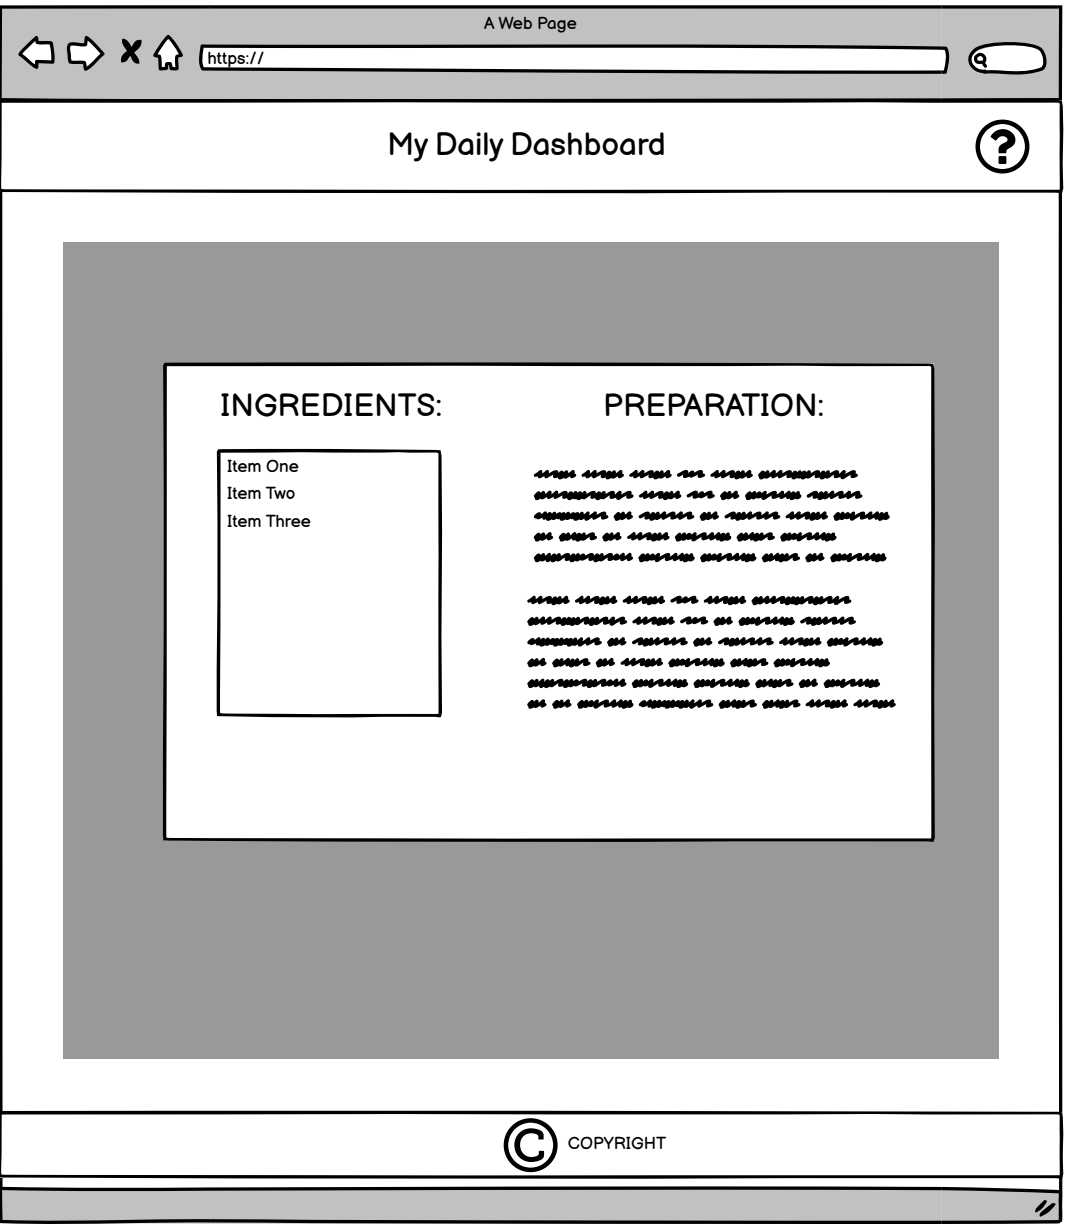 A Web Page
https://
My Daily Dashboard
?
INGREDIENTS:
PREPARATION:
Item One
Item Two
Item Three
© COPYRIGHT